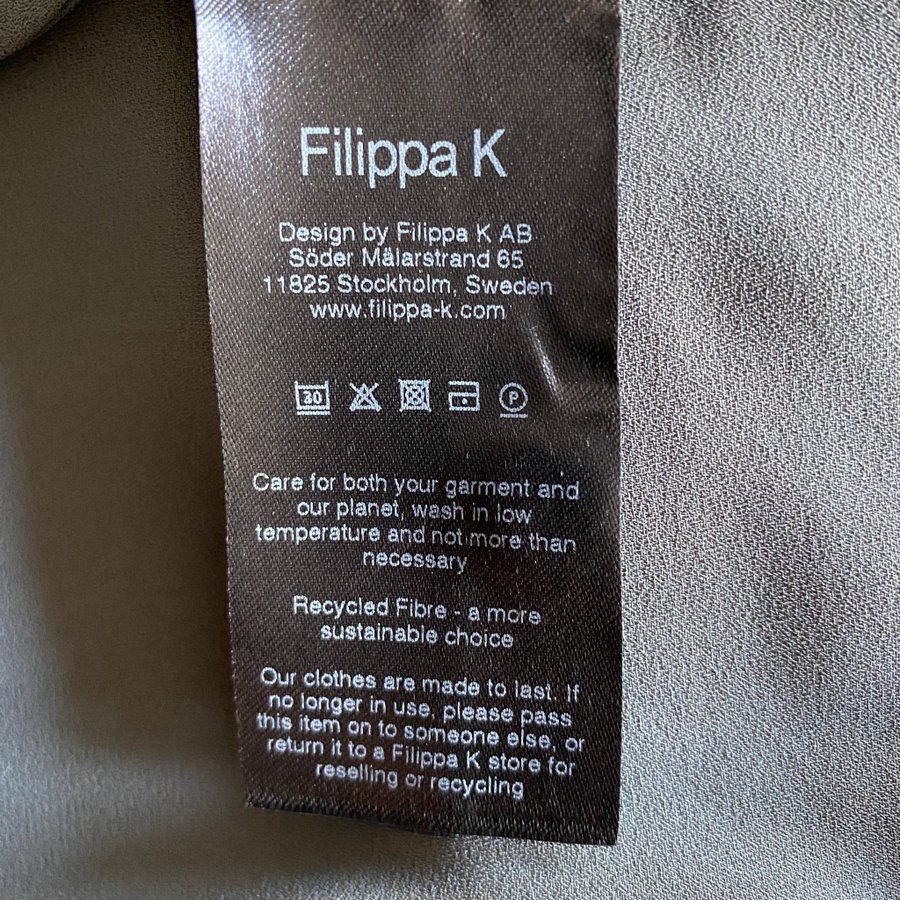 Filippa K
Design by Filippa K AB
Söder Mälarstrand 65
11825 Stockholm, Sweden
www.filippa-k.com
30 P
Care for both your garment and
our planet, wash in low
temperature and not more than
necessary
Recycled Fibre - a more
sustainable choice
Our clothes are made to last. If
no longer in use, please pass
this item on to someone else, or
return it to a Filippa K store for
reselling or recycling